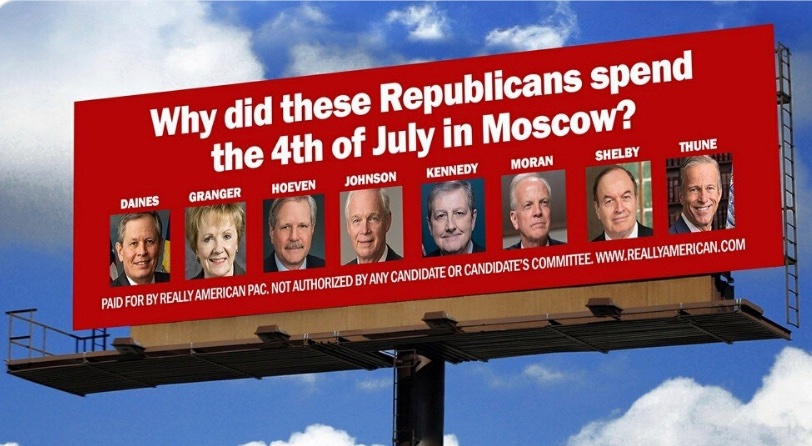 Why did these Republicans spend
the 4th of July in Moscow?
DAINES GRANGER HOEVEN JOHNSON KENNEDY MORAN SHELBY THUNE
PAID FOR BY REALLY AMERICAN PAC. NOT AUTHORIZED BY ANY CANDIDATE OR CANDIDATE'S COMMITTEE. WWW.REALLYAMERICAN.COM